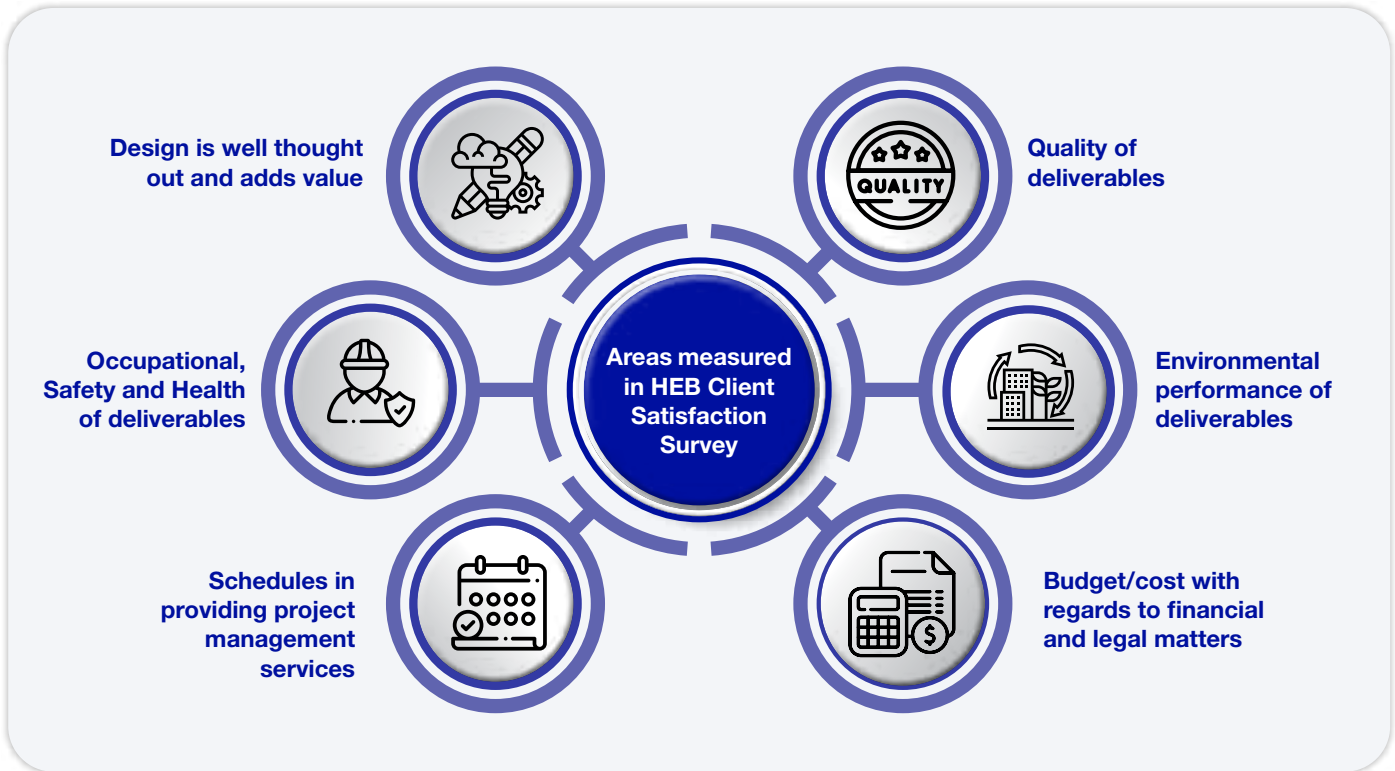 Design is well thought
out and adds value
QUALITY
Quality of
deliverables
Occupational,
Safety and Health
of deliverables
Areas measured
in HEB Client
Satisfaction
Survey
Environmental
performance of
deliverables
Schedules in
providing project
management
services
$
Budget/cost with
regards to financial
and legal matters